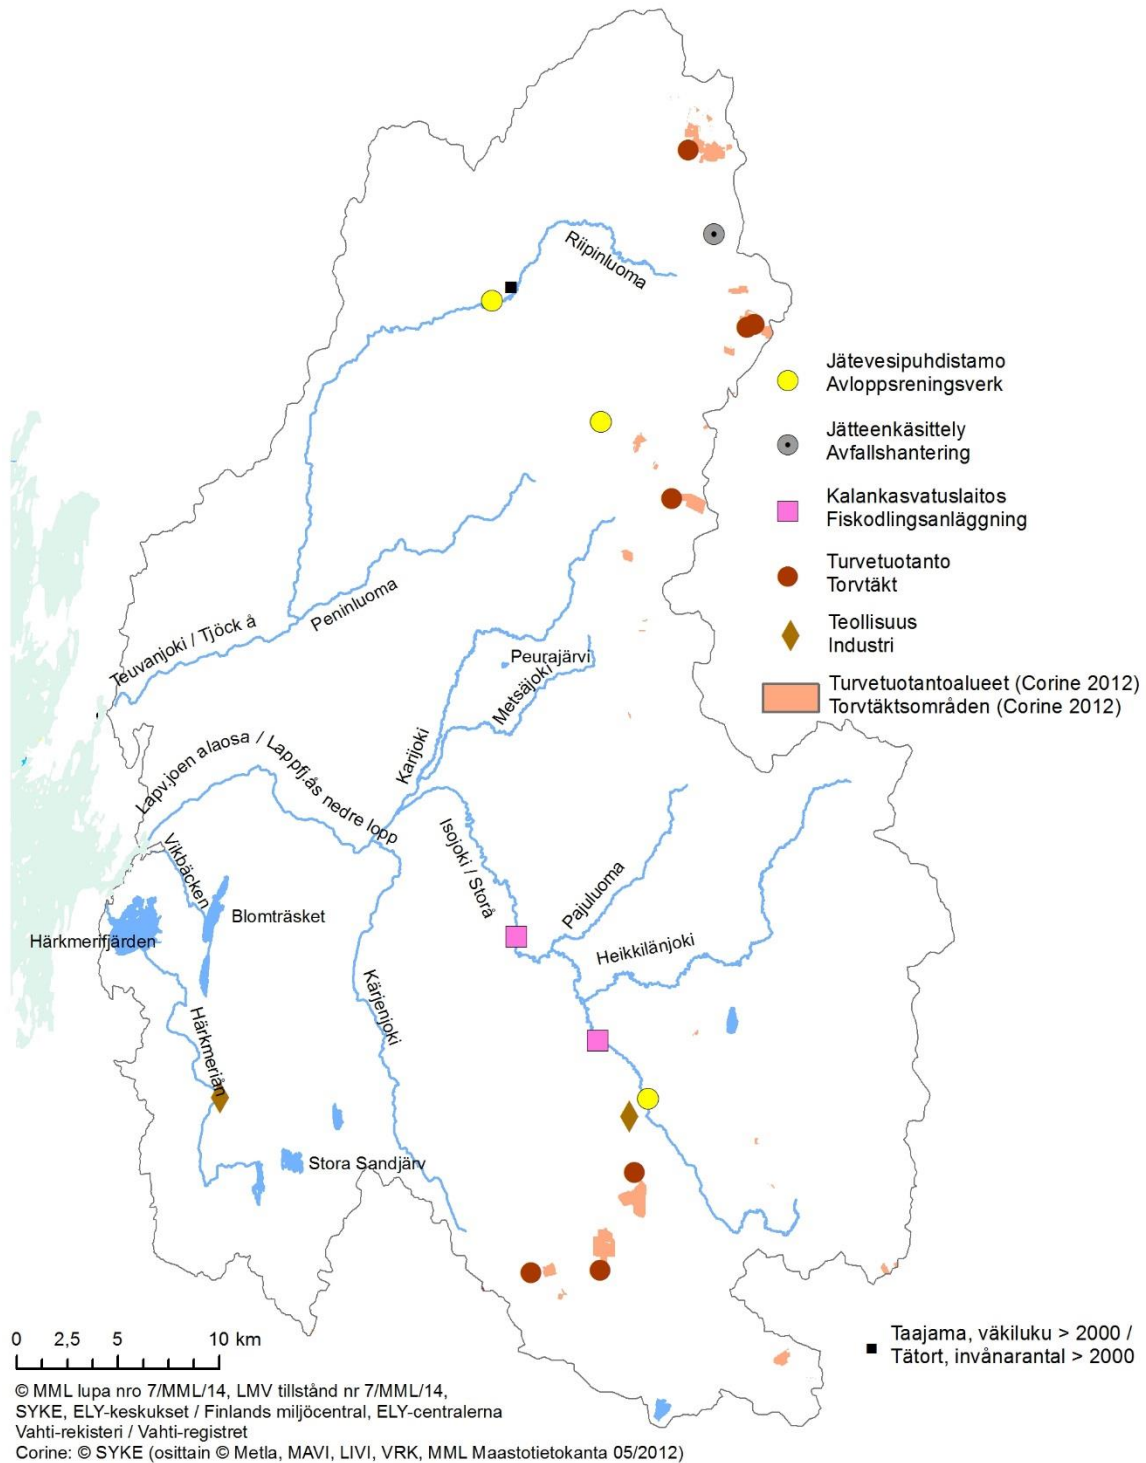 Riipinluoma
Jätevesipuhdistamo
Avloppsreningsverk
Jätteenkäsittely
Avfallshantering
Kalankasvatuslaitos
Fiskodlingsanläggning
Turvetuotanto
Torvtäkt
Teollisuus
Industri
Turvetuotantoalueet (Corine 2012)
Torvtäktsområden (Corine 2012)
Peninluoma
Teuvanjoki / Tjöck å
Peurajärvi
Metsäjoki
Karijoki
Lapv.joen alaosa / Lappfj.ås nedre lopp
Isojoki / Storå
Vikbäcken
Pajuluoma
Blomträsket
Härkmerifjärden
Heikkilänjoki
Kärjenjoki
Härkmeriån
Stora Sandjärv
0 2,5 5 10 km
Taajama, väkiluku > 2000 /
Tätort, invånarantal > 2000
© MML lupa nro 7/MML/14, LMV tillstånd nr 7/MML/14,
SYKE, ELY-keskukset / Finlands miljöcentral, ELY-centralerna
Vahti-rekisteri / Vahti-registret
Corine: © SYKE (osittain © Metla, MAVI, LIVI, VRK, MML Maastotietokanta 05/2012)